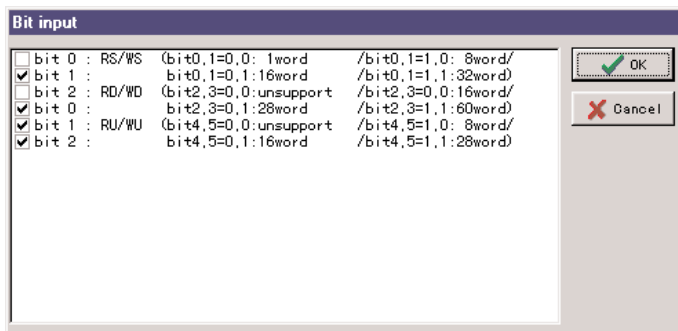 Bit input
bit 0 : RS/WS (bit0,1=0,0: 1word /bit0,1=1,0: 8word/
bit 1 : bit0,1=0,1:16word /bit0,1=1,1:32word)
bit 2 : RD/WD (bit2,3=0,0:unsupport /bit2,3=0,0:16word/
bit 0 : bit2,3=0,1:28word /bit2,3=1,1:60word)
bit 1 : RU/WU (bit4,5=0,0:unsupport /bit4,5=1,0: 8word/
bit 2 : bit4,5=0,1:16word /bit4,5=1,1:28word)
OK
Cancel